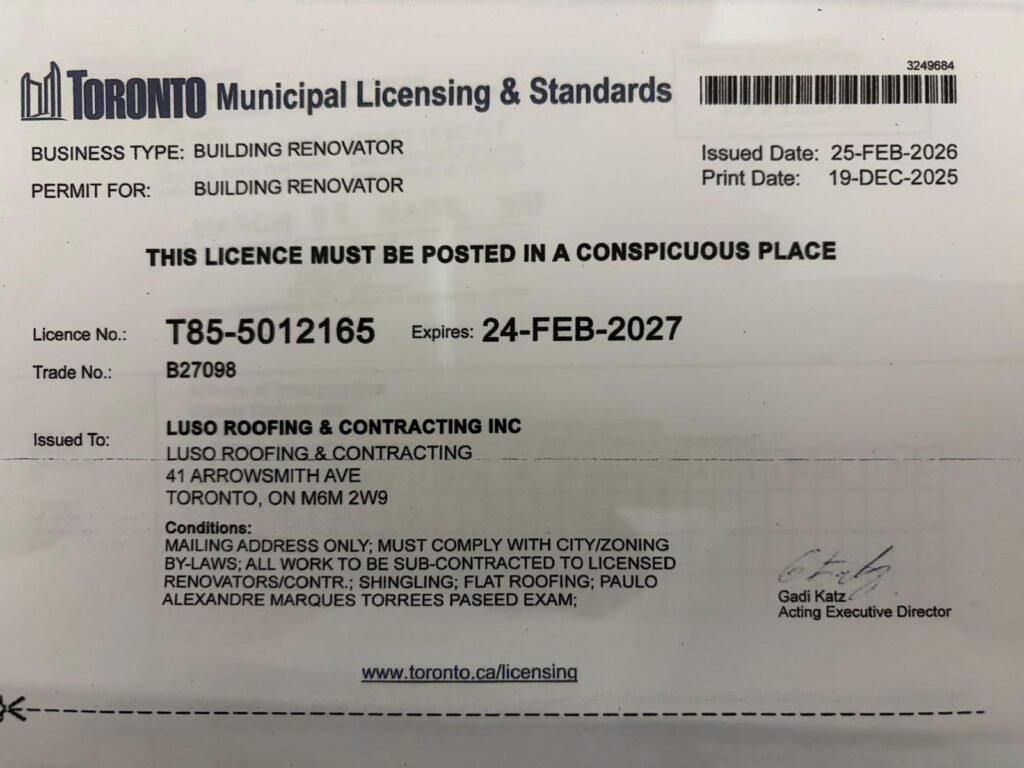 TORONTO Municipal Licensing & Standards
3249684
BUSINESS TYPE: BUILDING RENOVATOR
PERMIT FOR: BUILDING RENOVATOR
Issued Date: 25-FEB-2026
Print Date: 19-DEC-2025
THIS LICENCE MUST BE POSTED IN A CONSPICUOUS PLACE
Licence No.: T85-5012165 Expires: 24-FEB-2027
Trade No.: B27098
Issued To: LUSO ROOFING & CONTRACTING INC
LUSO ROOFING & CONTRACTING
41 ARROWSMITH AVE
TORONTO, ON M6M 2W9
Conditions:
MAILING ADDRESS ONLY; MUST COMPLY WITH CITY/ZONING
BY-LAWS; ALL WORK TO BE SUB-CONTRACTED TO LICENSED
RENOVATORS/CONTR.; SHINGLING; FLAT ROOFING; PAULO
ALEXANDRE MARQUES TORREES PASEED EXAM;
Gadi Katz
Acting Executive Director
www.toronto.ca/licensing